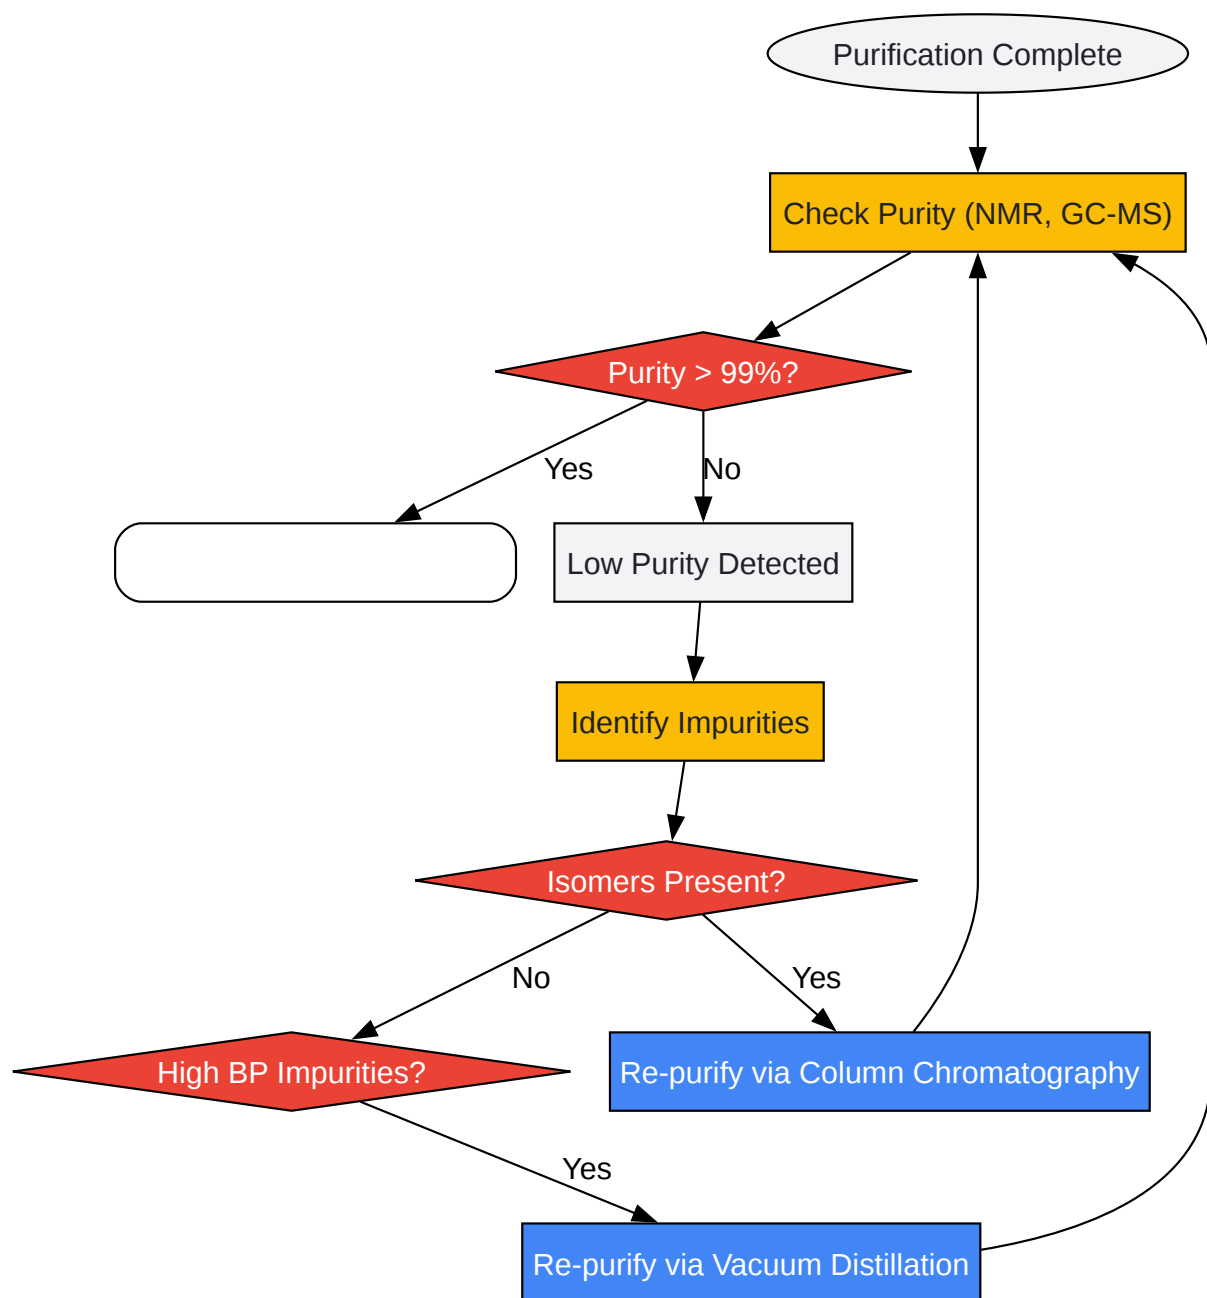 Purification Complete
Check Purity (NMR, GC-MS)
Purity > 99%?
Yes
No
Low Purity Detected
Identify Impurities
Isomers Present?
No
Yes
High BP Impurities?
Re-purify via Column Chromatography
Yes
Re-purify via Vacuum Distillation